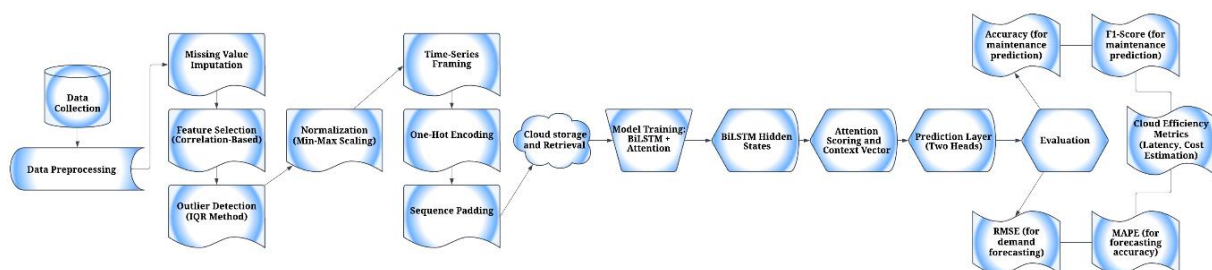 Data
Collection
Data Preprocessing
Missing Value
Imputation
Feature Selection
(Correlation-Based)
Outlier Detection
(IQR Method)
Normalization
(Min-Max Scaling)
Time-Series
Framing
One-Hot Encoding
Sequence Padding
Cloud storage
and Retrieval
Model Training:
BiLSTM +
Attention
BiLSTM Hidden
States
Attention
Scoring and
Context Vector
Prediction Layer
(Two Heads)
Evaluation
Accuracy (for
maintenance
prediction)
F1-Score (for
maintenance
prediction)
Cloud Efficiency
Metrics
(Latency, Cost
Estimation)
RMSE (for
demand
forecasting)
MAPE (for
forecasting
accuracy)